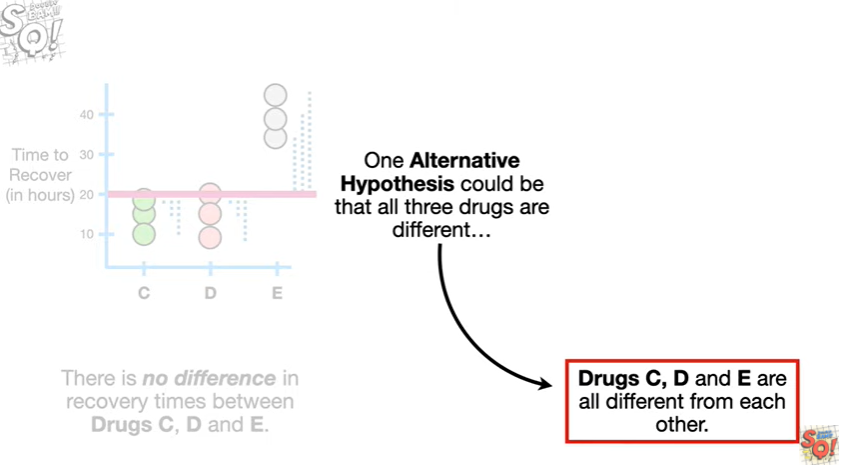 SQ!
40
Time to
Recover
(in hours)
30
20
10
C
D
E
One Alternative
Hypothesis could be
that all three drugs are
different…
There is no difference in
recovery times between
Drugs C, D and E.
Drugs C, D and E are
all different from each
other.
SQ!